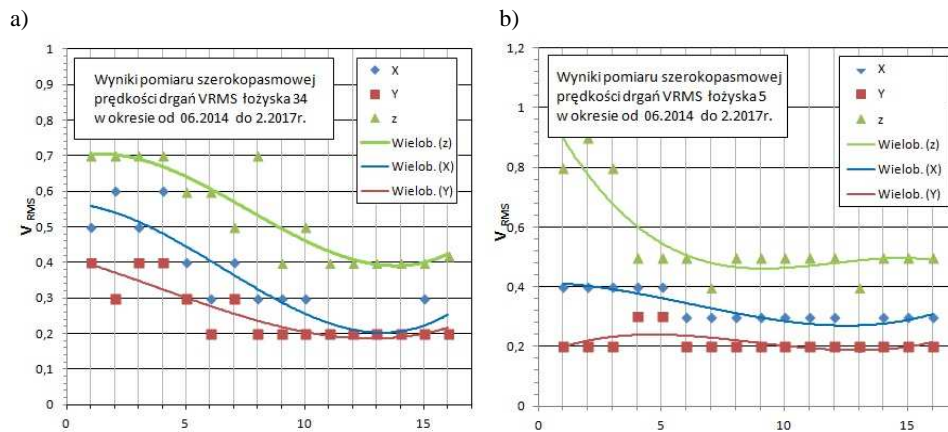 a)
1
0,9
0,8
0,7
0,6
0,5
0,4
0,3
0,2
0,1
0
V RMS
0
5
10
15
Wyniki pomiaru szerokopasmowej
prędkości drgań VRMS łożyska 34
w okresie od 06.2014 do 2.2017r.
X
Y
z
Wielob. (z)
Wielob. (X)
Wielob. (Y)
b)
1,2
1
0,8
0,6
0,4
0,2
0
V RMS
0
5
10
15
Wyniki pomiaru szerokopasmowej
prędkości drgań VRMS łożyska 5
w okresie od 06.2014 do 2.2017r.
X
Y
z
Wielob. (z)
Wielob. (X)
Wielob. (Y)